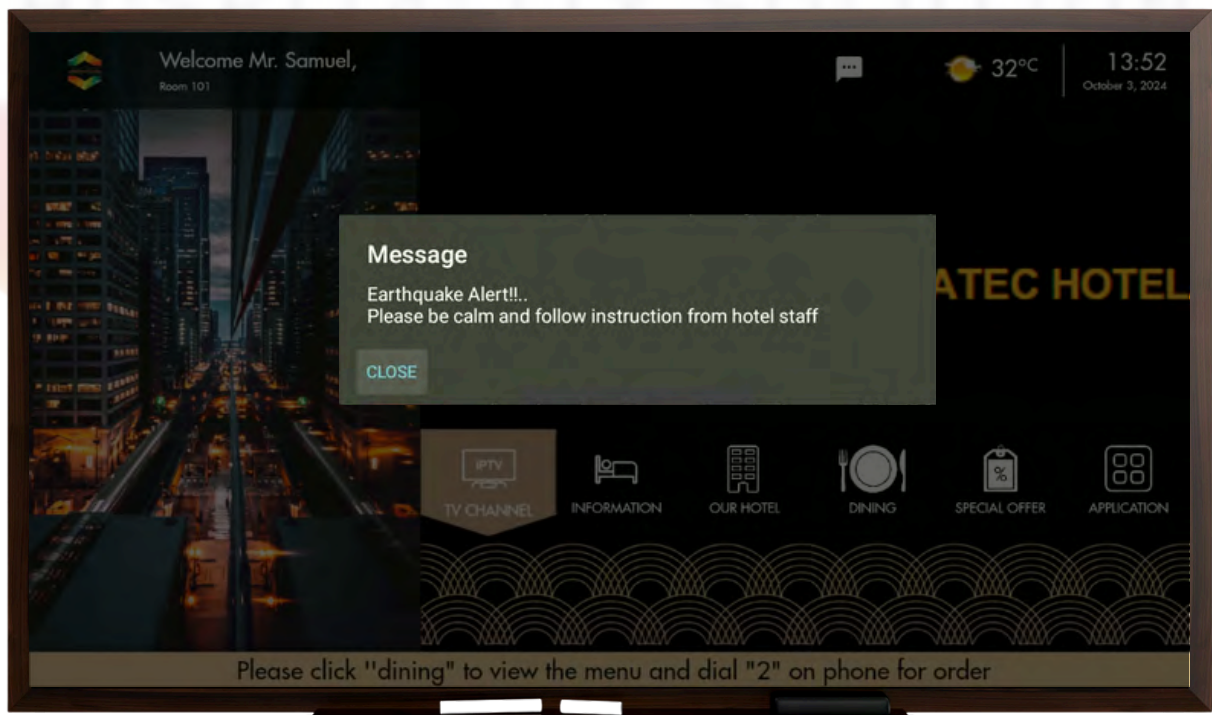 Welcome Mr. Samuel,
Room 101
32°C
13:52
October 3, 2024
Message
Earthquake Alert!!..
Please be calm and follow instruction from hotel staff
CLOSE
ATEC HOTEL
IPTV
TV CHANNEL
INFORMATION
OUR HOTEL
DINING
%
SPECIAL OFFER
APPLICATION
Please click "dining" to view the menu and dial "2" on phone for order